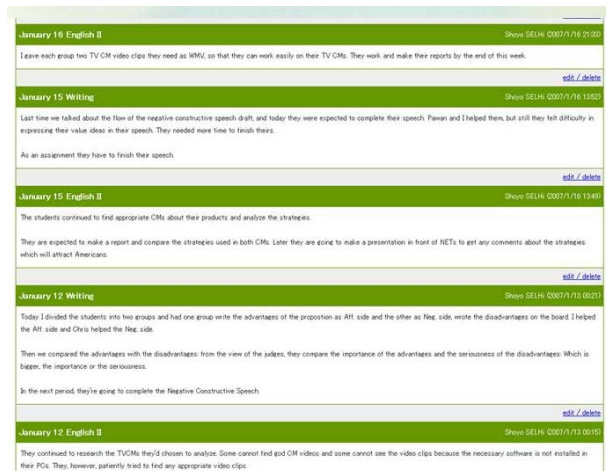 January 16 English II Shoyo SELHi (2007/1/16 21:33)
I gave each group two TV CM video clips they need as WMV, so that they can work easily on their TV CMs. They work and make their reports by the end of this week.
edit / delete
January 15 Writing Shoyo SELHi (2007/1/16 13:52)
Last time we talked about the flow of the negative constructive speech draft, and today they were expected to complete their speech. Pawan and I helped them, but still they felt difficulty in
expressing their value ideas in their speech. They needed more time to finish theirs.
As an assignment they have to finish their speech.
edit / delete
January 15 English II Shoyo SELHi (2007/1/16 13:49)
The students continued to find appropriate CMs about their products and analyze the strategies.
They are expected to make a report and compare the strategies used in both CMs. Later they are going to make a presentation in front of NETs to get any comments about the strategies
which will attract Americans.
edit / delete
January 12 Writing Shoyo SELHi (2007/1/13 00:21)
Today I divided the students into two groups and had one group write the advantages of the propostion as Aff. side and the other as Neg. side, wrote the disadvantages on the board. I helped
the Aff. side and Chris helped the Neg. side.
Then we compared the advantages with the disadvantages: from the view of the judges, they compare the importance of the advantages and the seriousness of the disadvantages: Which is
bigger, the importance or the seriousness.
In the next period, they're going to complete the Negative Constructive Speech.
edit / delete
January 12 English II Shoyo SELHi (2007/1/13 00:15)
They continued to research the TVCMs they'd chosen to analyze. Some cannot find god CM videos and some cannot see the video clips because the necessary software is not installed in
their PCs. They, however, patiently tried to find any appropriate video clips.